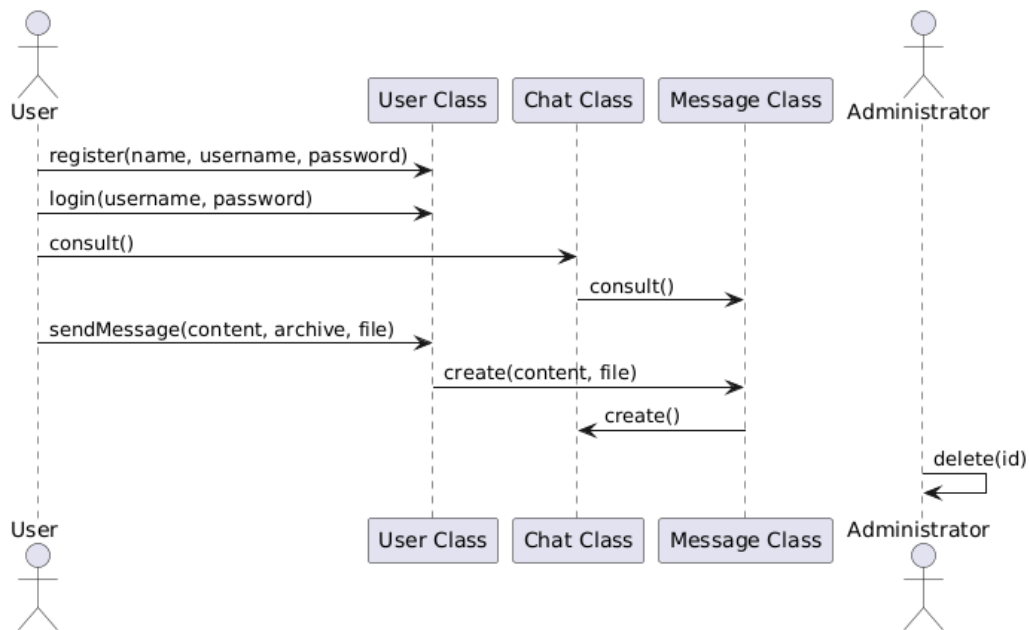 User
User Class
Chat Class
Message Class
Administrator
register(name, username, password)
login(username, password)
consult()
consult()
sendMessage(content, archive, file)
create(content, file)
create()
delete(id)
User
User Class
Chat Class
Message Class
Administrator